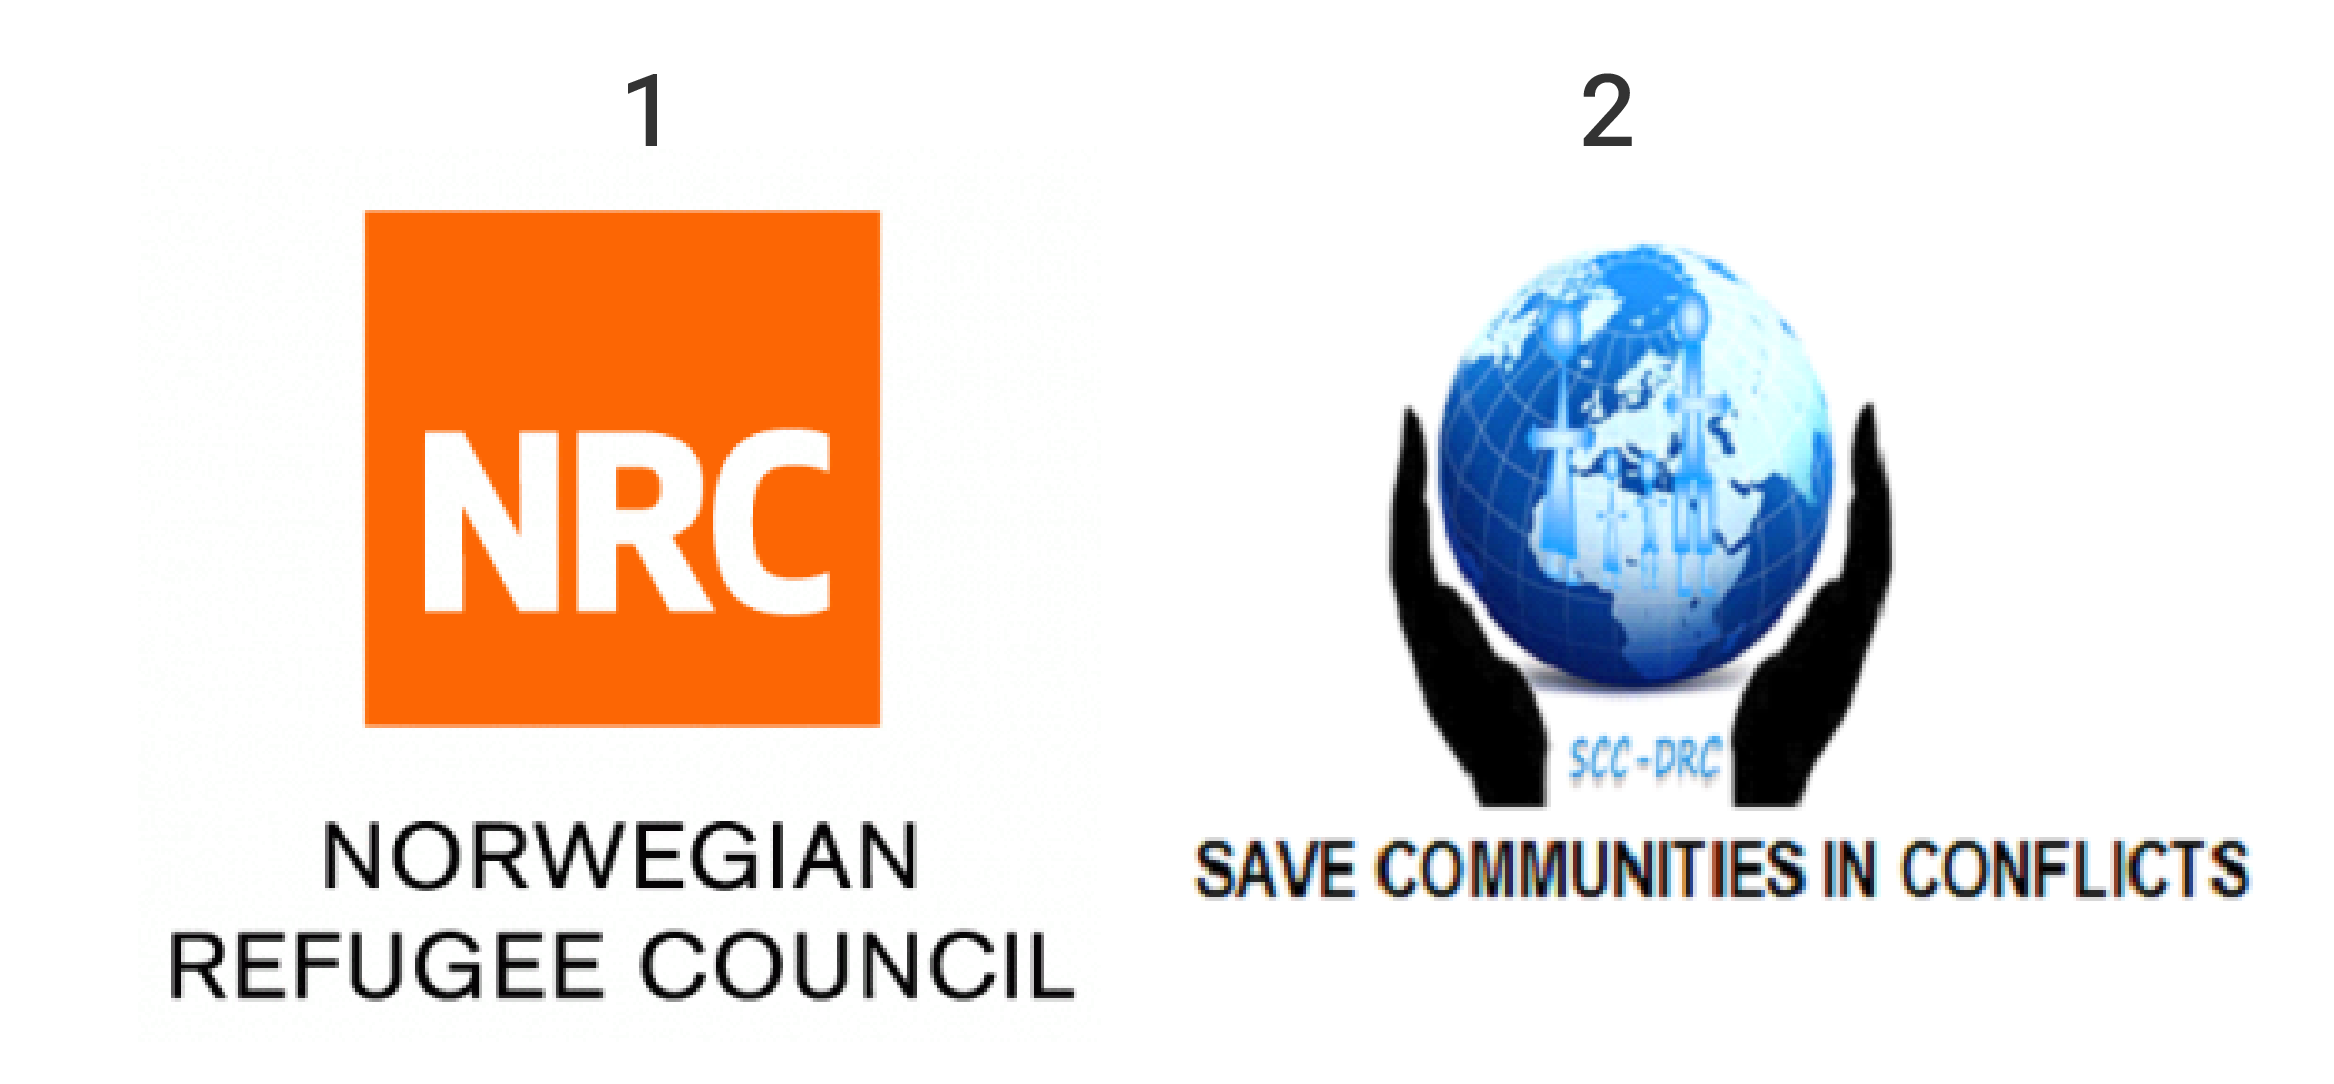 1
NRC
NORWEGIAN
REFUGEE COUNCIL
2
SCC-DRC
SAVE COMMUNITIES IN CONFLICTS